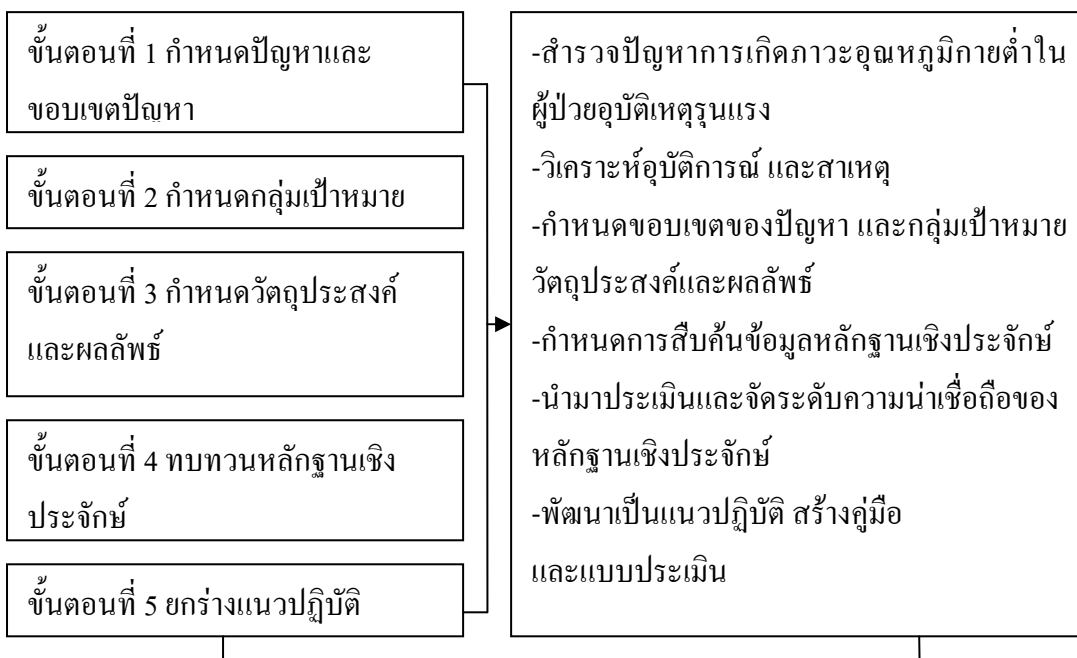 ขั้นตอนที่ 1 กำหนดปัญหาและ
ขอบเขตปัญหา
ขั้นตอนที่ 2 กำหนดกลุ่มเป้าหมาย
ขั้นตอนที่ 3 กำหนดวัตถุประสงค์
และผลลัพธ์
ขั้นตอนที่ 4 ทบทวนหลักฐานเชิง
ประจักษ์
ขั้นตอนที่ 5 ยกร่างแนวปฏิบัติ
-สำรวจปัญหาการเกิดภาวะอุณหภูมิกายต่ำใน
ผู้ป่วยอุบัติเหตุรุนแรง
-วิเคราะห์อุบัติการณ์ และสาเหตุ
-กำหนดขอบเขตของปัญหา และกลุ่มเป้าหมาย
วัตถุประสงค์และผลลัพธ์
-กำหนดการสืบค้นข้อมูลหลักฐานเชิงประจักษ์
-นำมาประเมินและจัดระดับความน่าเชื่อถือของ
หลักฐานเชิงประจักษ์
-พัฒนาเป็นแนวปฏิบัติ สร้างคู่มือ
และแบบประเมิน